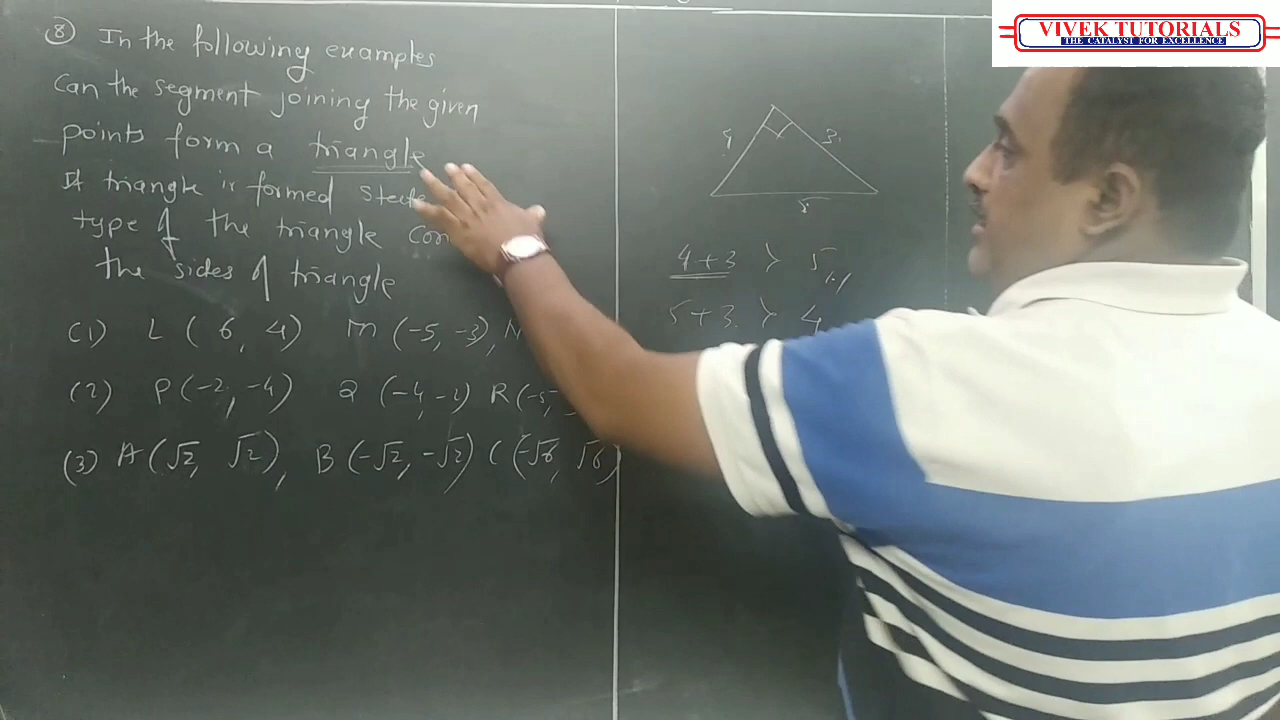 VIVEK TUTORIALS
THE CATALYST FOR EXCELLENCE
(8) In the following examples
Can the segment joining the given
points form a triangle
If triangle is formed
type of the triangle
the sides of triangle
(1) L ( 6, 4) M (-5, -3), N
(2) P(-2, -4) Q (-4, -2) R (-5,
(3) A (√2, √2), B (-√2, -√2) C (-√6, √6)
4 3
5
4+3 > 5
5+3 > 4